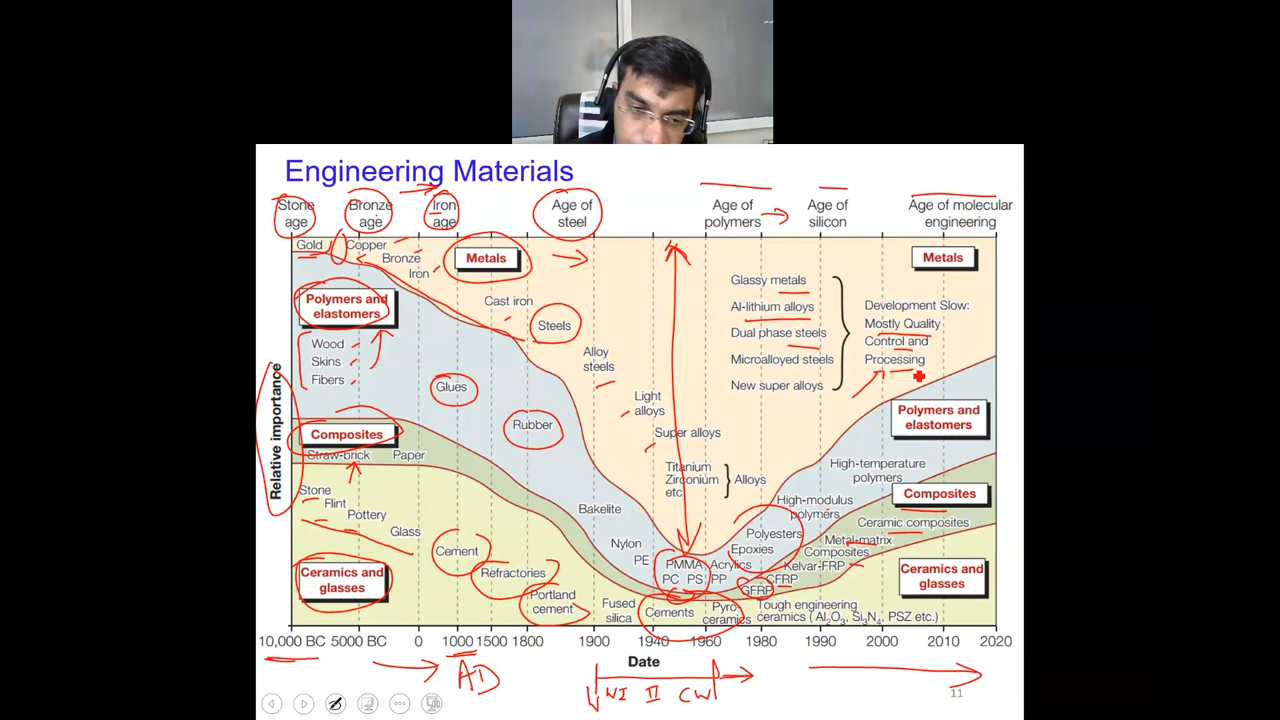 Engineering Materials
Stone age
Bronze age
Iron age
Age of steel
Age of polymers
Age of silicon
Age of molecular engineering
Gold
Copper
Bronze
Iron
Metals
Metals
Polymers and elastomers
Wood
Skins
Fibers
Cast iron
Steels
Alloy steels
Light alloys
Super alloys
Titanium
Zirconium
etc
Alloys
Glassy metals
Al-lithium alloys
Dual phase steels
Microalloyed steels
New super alloys
Development Slow:
Mostly Quality
Control and
Processing
Relative importance
Glues
Rubber
Composites
Straw-brick
Paper
Stone
Flint
Pottery
Glass
Cement
Refractories
Portland cement
Ceramics and glasses
Bakelite
Nylon
PE
PMMA
Acrylics
PC
PS
PP
Polyesters
Epoxies
High-modulus polymers
High-temperature polymers
Polymers and elastomers
Composites
Ceramic composites
Metal-matrix
Composites
Kelvar-FRP
CFRP
GFRP
Fused silica
Cements
Pyro-ceramics
Tough engineering
ceramics ( Al₂O₃, Si₃N₄, PSZ etc.)
Ceramics and glasses
10,000 BC
5000 BC
0
1000
1500
1800
1900
1940
1960
1980
1990
2000
2010
2020
Date
AD
WI
II
CW
11